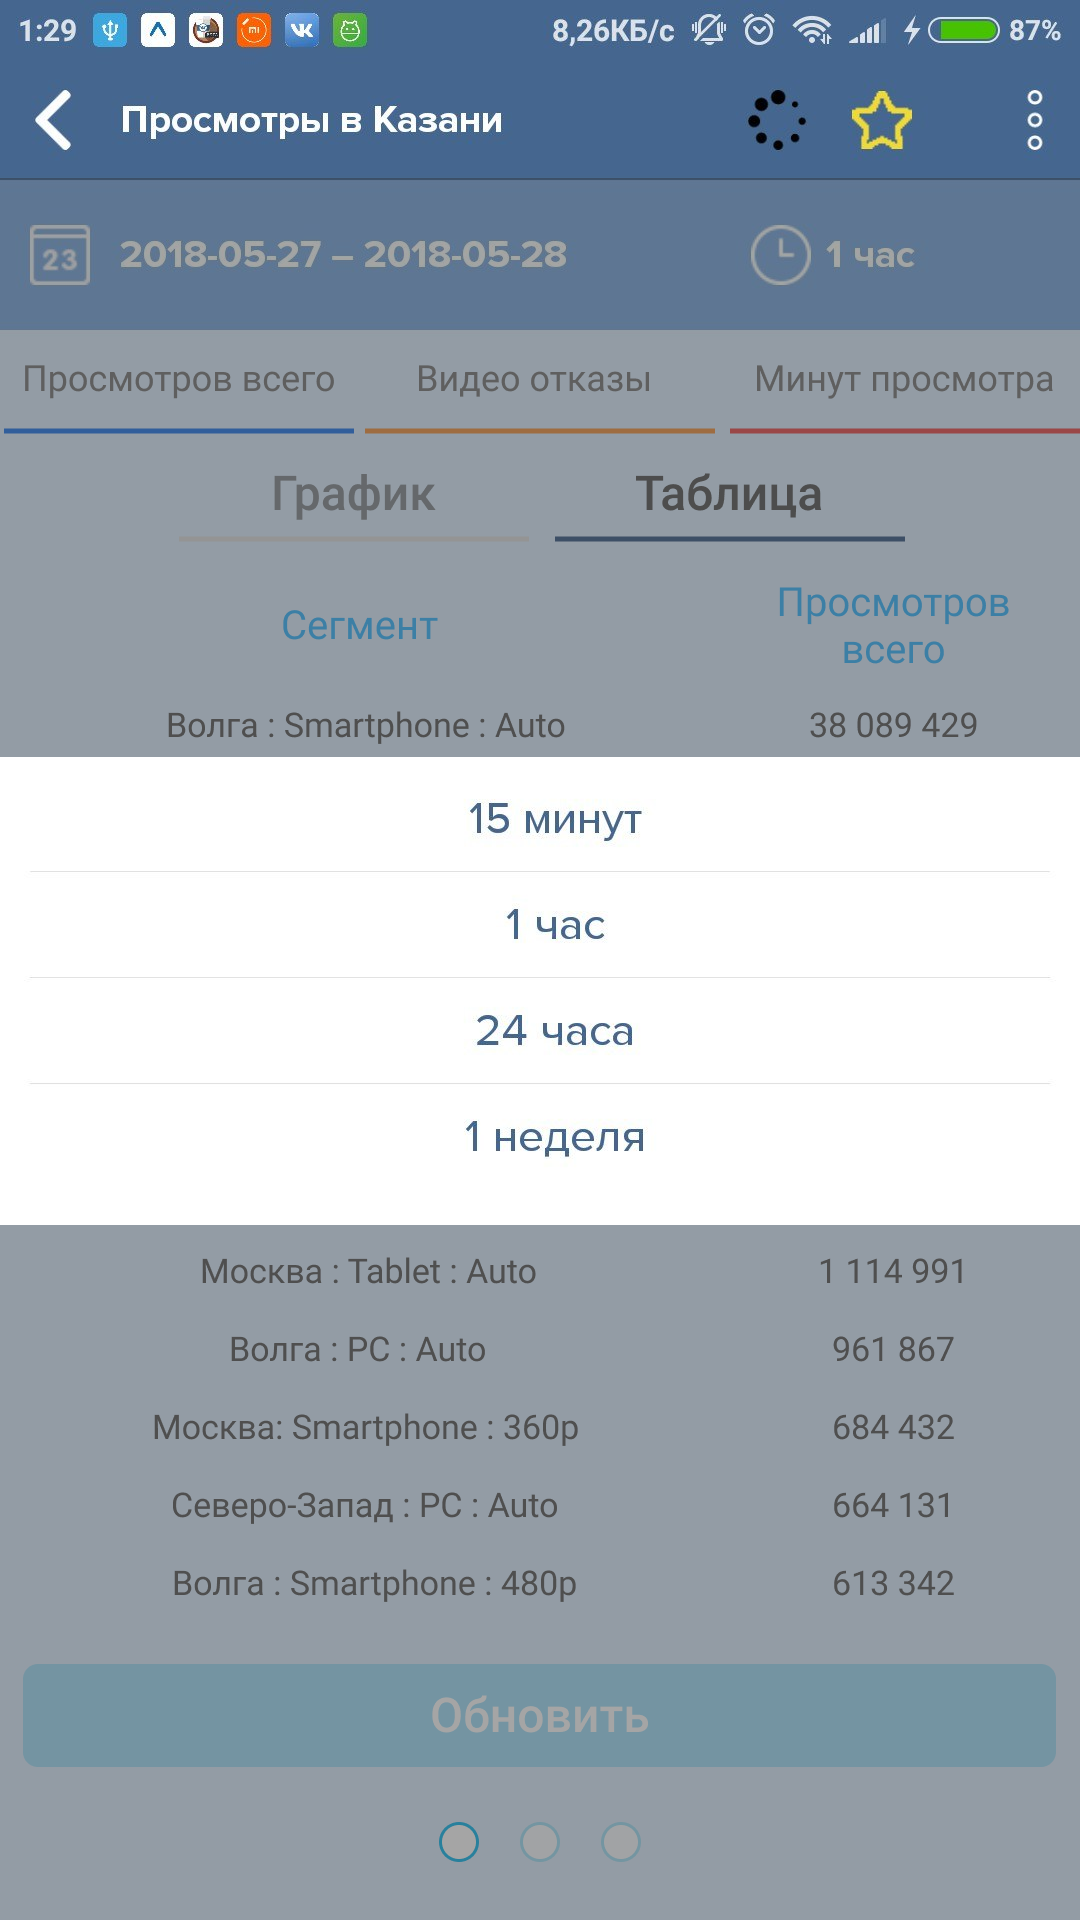 1:29 8,26КБ/с 87%
Просмотры в Казани
23 2018-05-27 – 2018-05-28 1 час
Просмотров всего Видео отказы Минут просмотра
График Таблица
Сегмент Просмотров
всего
Волга : Smartphone : Auto 38 089 429
15 минут
1 час
24 часа
1 неделя
Москва : Tablet : Auto 1 114 991
Волга : PC : Auto 961 867
Москва: Smartphone : 360p 684 432
Северо-Запад : PC : Auto 664 131
Волга : Smartphone : 480p 613 342
Обновить